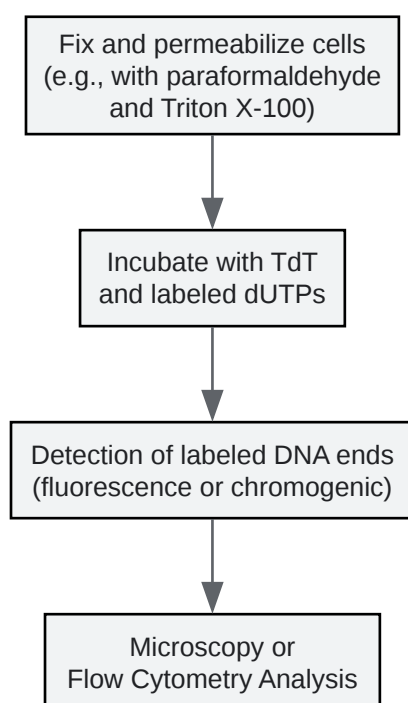 Fix and permeabilize cells
(e.g., with paraformaldehyde
and Triton X-100)
Incubate with TdT
and labeled dUTPs
Detection of labeled DNA ends
(fluorescence or chromogenic)
Microscopy or
Flow Cytometry Analysis